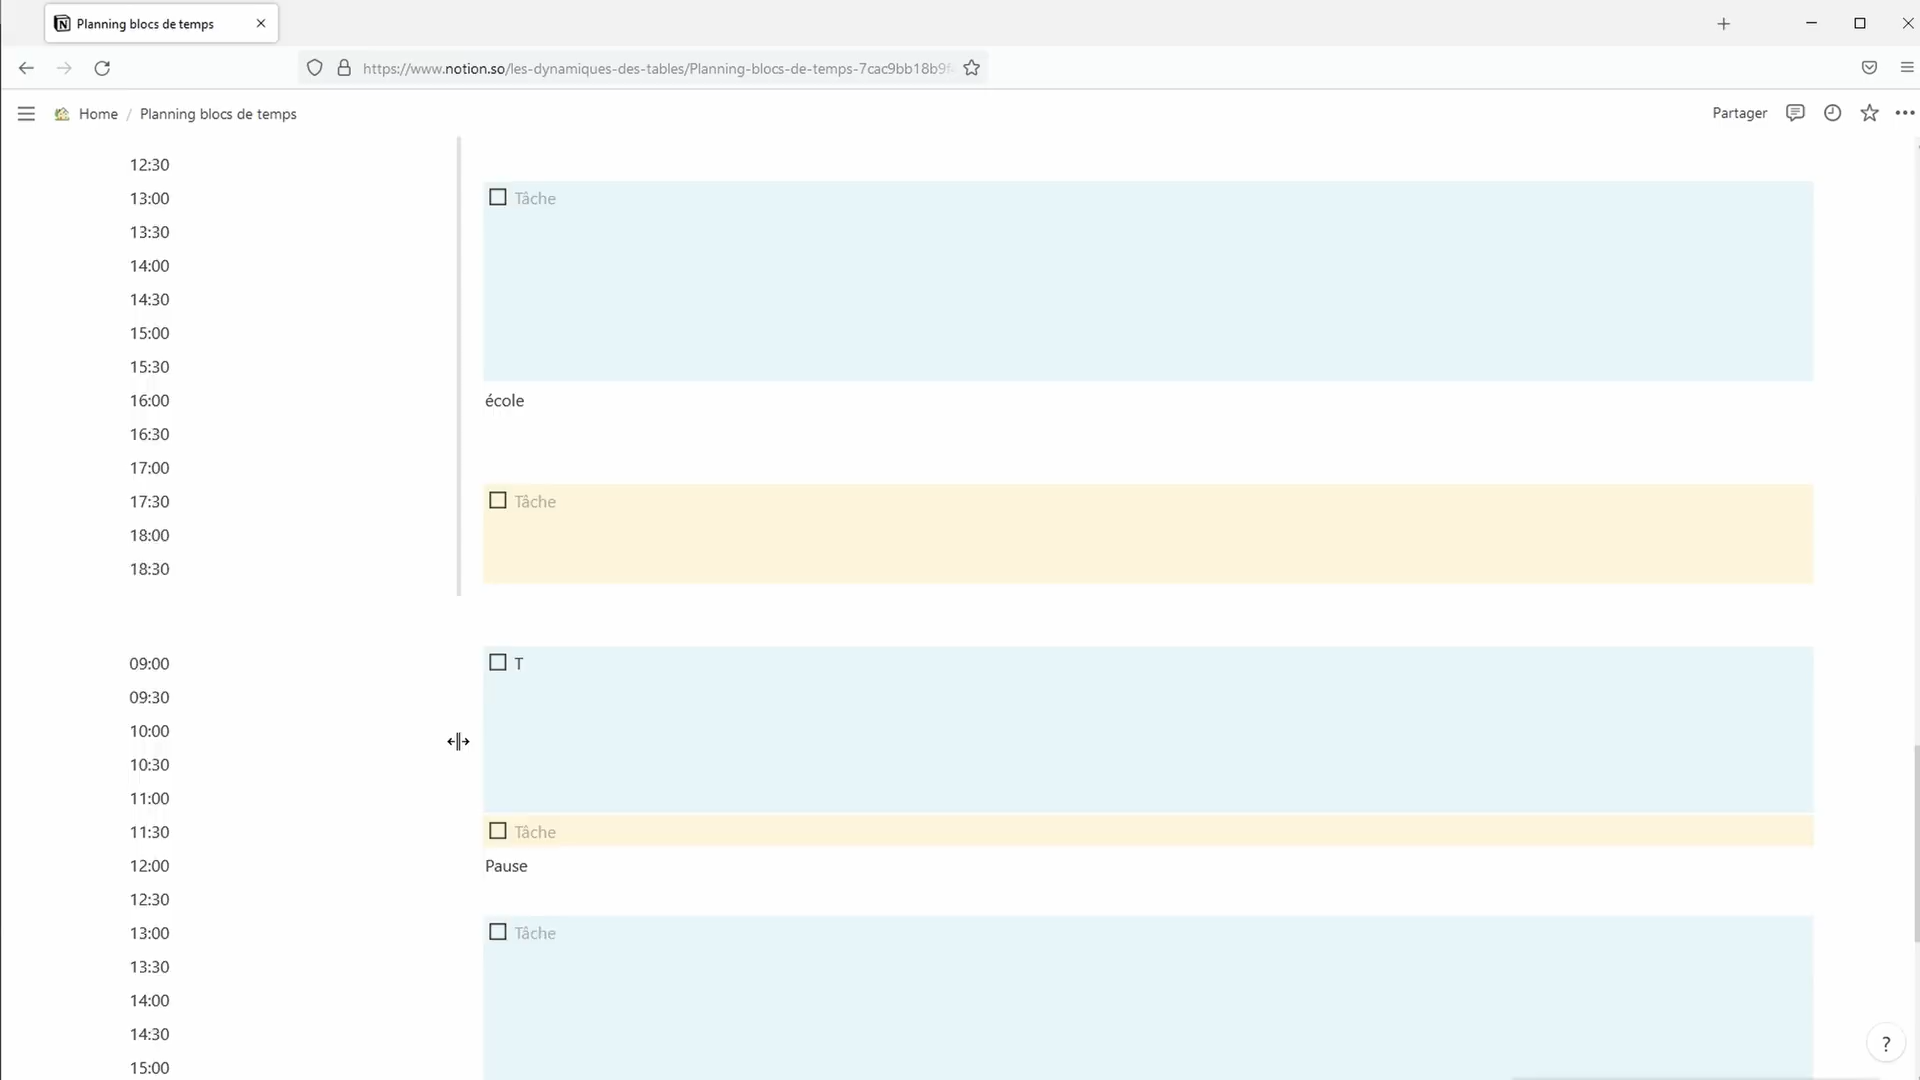 Planning blocs de temps
https://www.notion.so/les-dynamiques-des-tables/Planning-blocs-de-temps-7cac9bb18b9f
Home / Planning blocs de temps
Partager
12:30
13:00
Tâche
13:30
14:00
14:30
15:00
15:30
16:00
école
16:30
17:00
17:30
Tâche
18:00
18:30
09:00
T
09:30
10:00
10:30
11:00
11:30
Tâche
12:00
Pause
12:30
13:00
Tâche
13:30
14:00
14:30
15:00
?